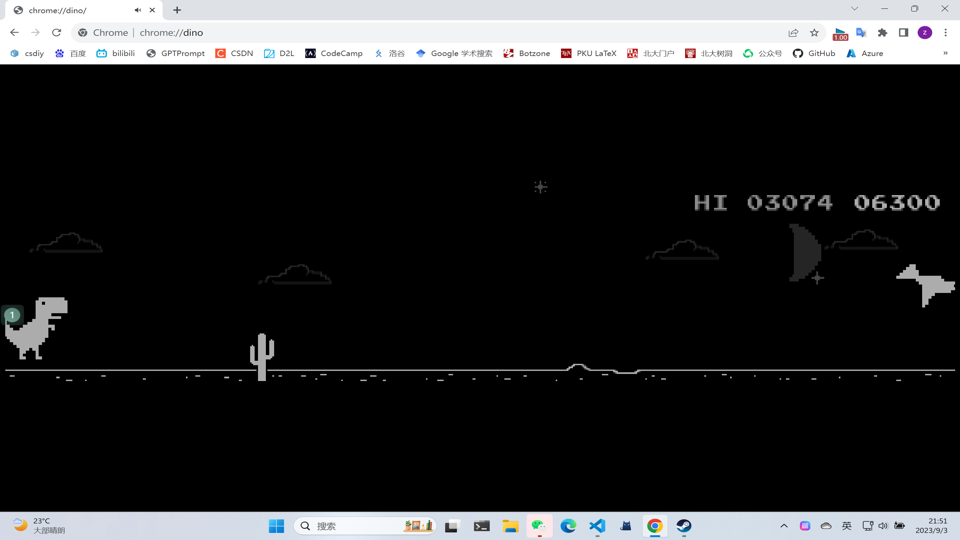 chrome://dino/
Chrome | chrome://dino
1.00
z
csdiy 百度 bilibili GPTPrompt CSDN D2L CodeCamp 洛谷 Google 学术搜索 Botzone PKU LaTeX 北大门户 北大树洞 公众号 GitHub Azure »
HI 03074 06300
1
23°C
大部晴朗
搜索
英
21:51
2023/9/3